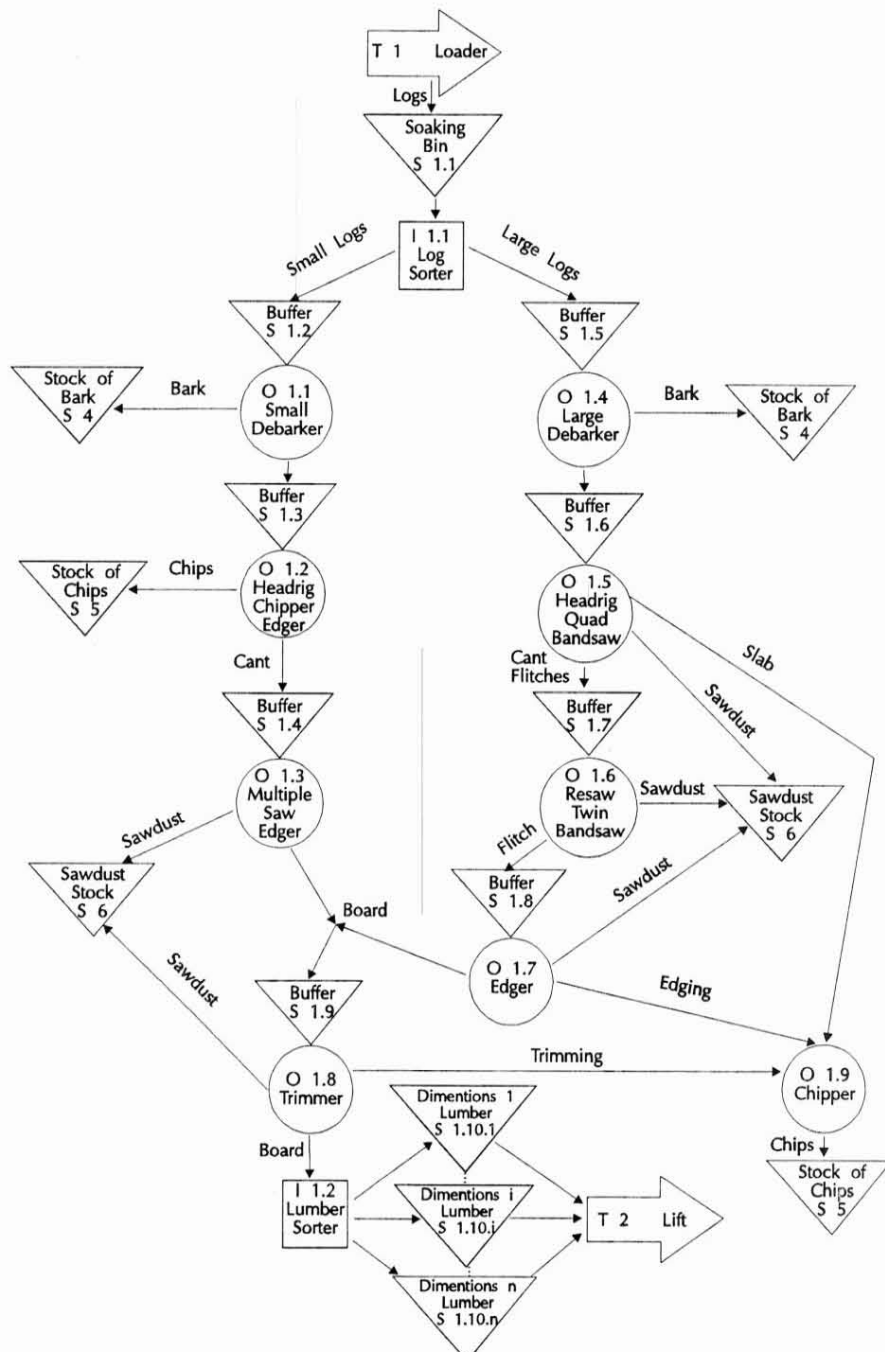 T 1 Loader
Logs
Soaking
Bin
S 1.1
I 1.1
Log
Sorter
Small Logs
Large Logs
Buffer
S 1.2
Buffer
S 1.5
Stock of
Bark
S 4
Bark
O 1.1
Small
Debarker
O 1.4
Large
Debarker
Bark
Stock of
Bark
S 4
Buffer
S 1.3
Buffer
S 1.6
Stock of
Chips
S 5
Chips
O 1.2
Headrig
Chipper
Edger
O 1.5
Headrig
Quad
Bandsaw
Slab
Cant
Cant
Flitches
Sawdust
Buffer
S 1.4
Buffer
S 1.7
O 1.3
Multiple
Saw
Edger
O 1.6
Resaw
Twin
Bandsaw
Sawdust
Sawdust
Stock
S 6
Sawdust
Flitch
Sawdust
Stock
S 6
Buffer
S 1.8
Sawdust
Board
O 1.7
Edger
Sawdust
Edging
Buffer
S 1.9
O 1.8
Trimmer
Trimming
O 1.9
Chipper
Board
Chips
Stock of
Chips
S 5
I 1.2
Lumber
Sorter
Dimentions 1
Lumber
S 1.10.1
Dimentions i
Lumber
S 1.10.i
Dimentions n
Lumber
S 1.10.n
T 2 Lift